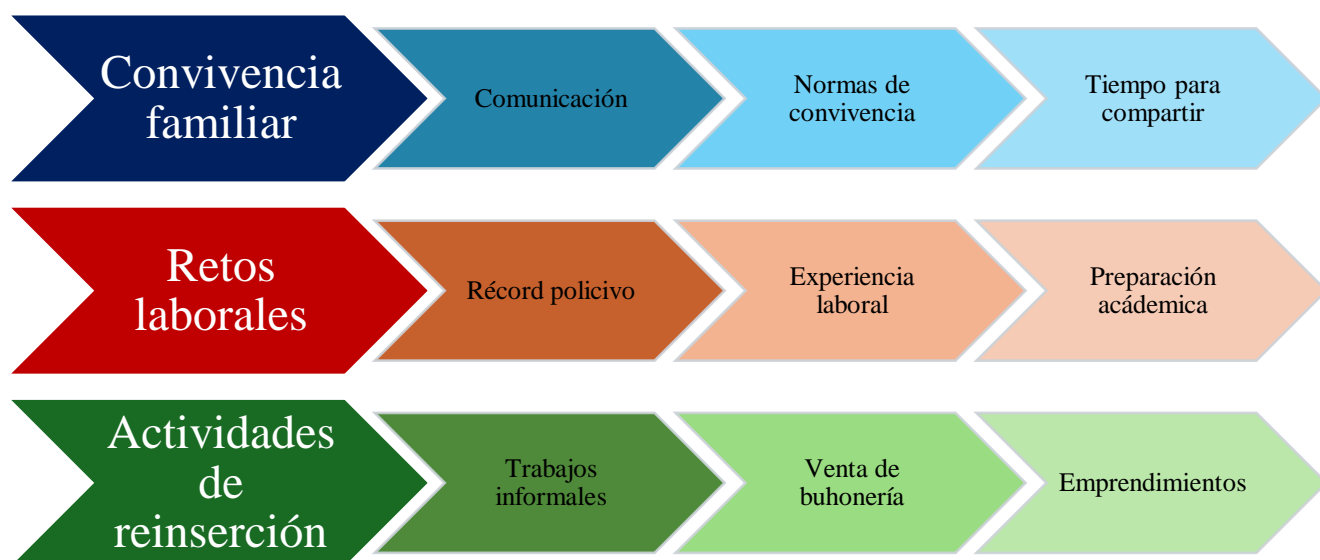 Convivencia
familiar
Comunicación
Normas de
convivencia
Tiempo para
compartir
Retos
laborales
Récord policivo
Experiencia
laboral
Preparación
acádemica
Actividades
de
reinserción
Trabajos
informales
Venta de
buhonería
Emprendimientos